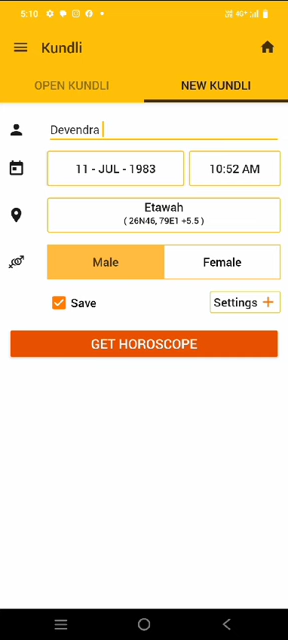 5:10
4G+
Kundli
OPEN KUNDLI NEW KUNDLI
Devendra
11 - JUL - 1983 10:52 AM
Etawah
( 26N46, 79E1 +5.5 )
Male Female
Save Settings +
GET HOROSCOPE